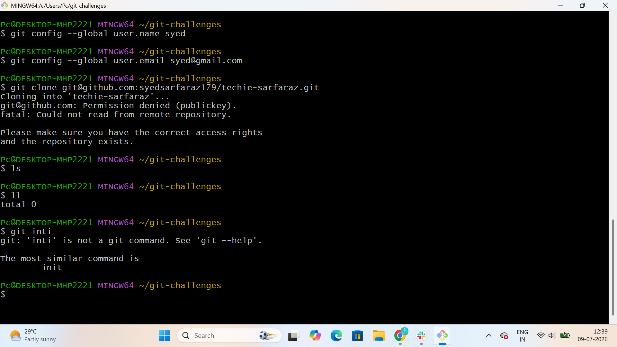 MINGW64:/c/Users/Pc/git-challenges
Pc@DESKTOP-MHP2221 MINGW64 ~/git-challenges
$ git config --global user.name syed
Pc@DESKTOP-MHP2221 MINGW64 ~/git-challenges
$ git config --global user.email syed@gmail.com
Pc@DESKTOP-MHP2221 MINGW64 ~/git-challenges
$ git clone git@github.com:syedsarfaraz179/techie-sarfaraz.git
Cloning into 'techie-sarfaraz'...
git@github.com: Permission denied (publickey).
fatal: Could not read from remote repository.
Please make sure you have the correct access rights
and the repository exists.
Pc@DESKTOP-MHP2221 MINGW64 ~/git-challenges
$ ls
Pc@DESKTOP-MHP2221 MINGW64 ~/git-challenges
$ ll
total 0
Pc@DESKTOP-MHP2221 MINGW64 ~/git-challenges
$ git inti
git: 'inti' is not a git command. See 'git --help'.
The most similar command is
init
Pc@DESKTOP-MHP2221 MINGW64 ~/git-challenges
$
29°C
Partly sunny
Search
ENG
IN
12:39
09-07-2026